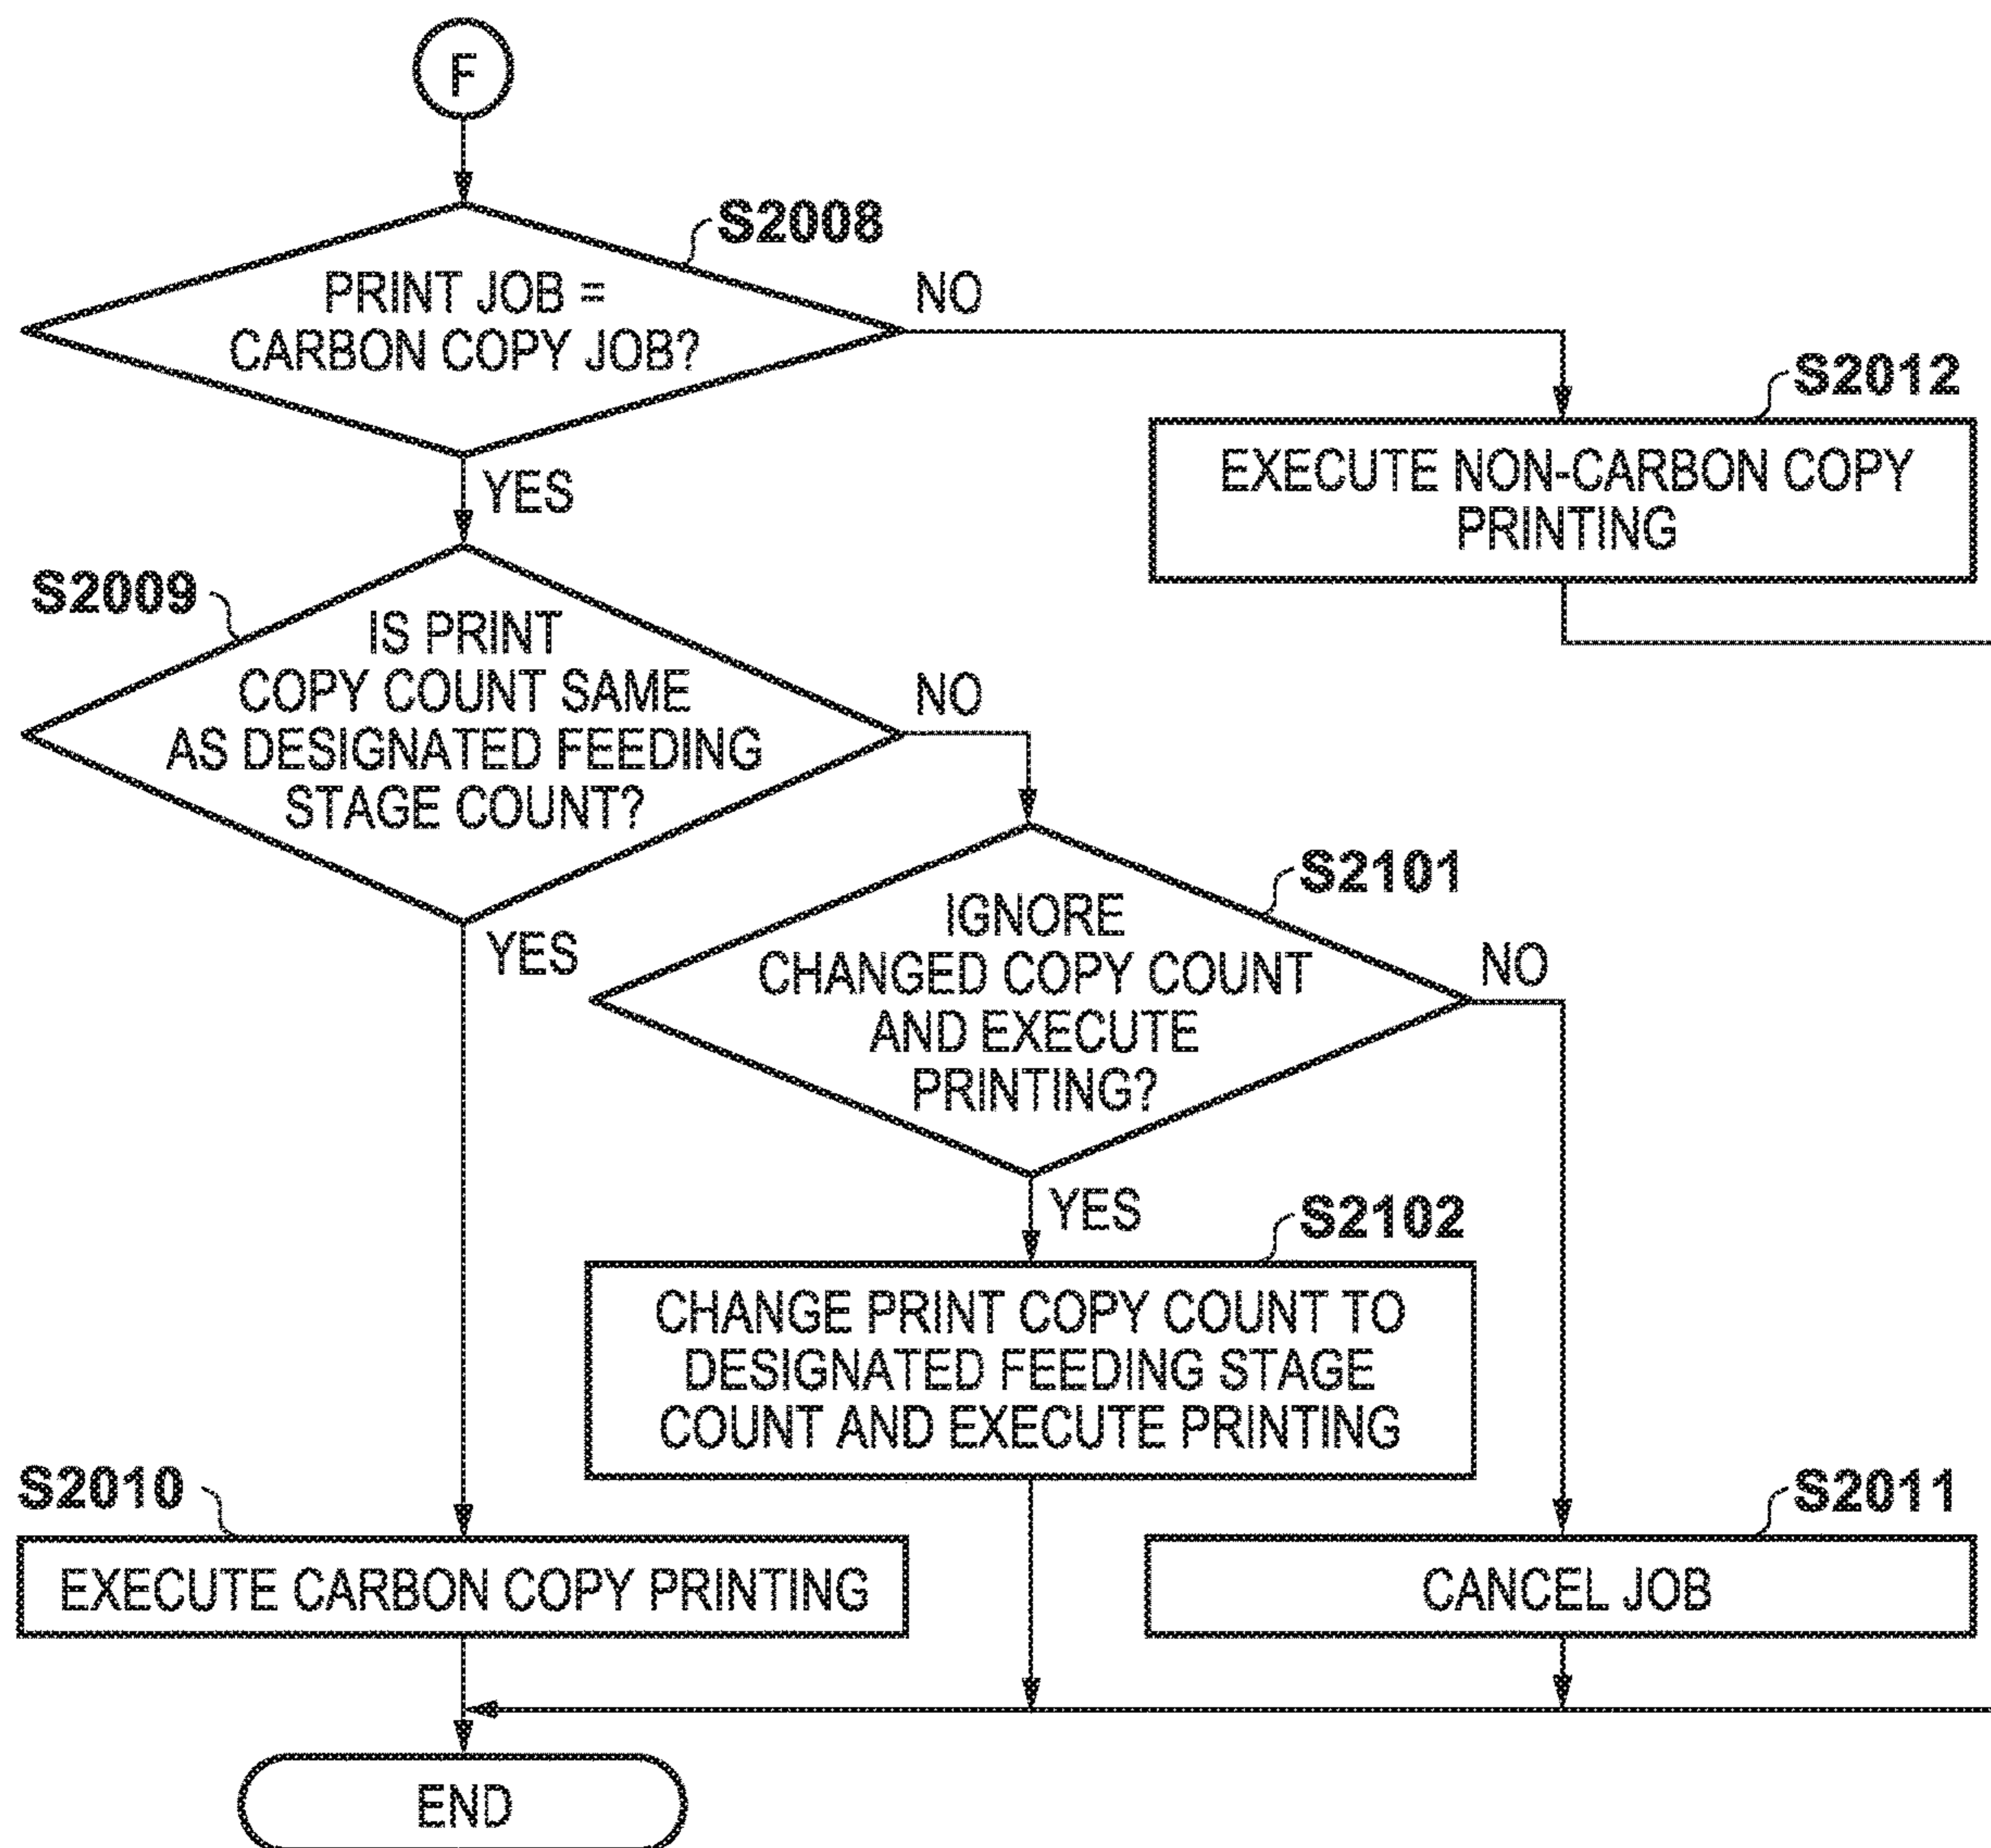 F
S2008
PRINT JOB =
CARBON COPY JOB?
NO
S2012
EXECUTE NON-CARBON COPY
PRINTING
YES
S2009
IS PRINT
COPY COUNT SAME
AS DESIGNATED FEEDING
STAGE COUNT?
NO
YES
S2101
IGNORE
CHANGED COPY COUNT
AND EXECUTE
PRINTING?
NO
YES
S2102
CHANGE PRINT COPY COUNT TO
DESIGNATED FEEDING STAGE
COUNT AND EXECUTE PRINTING
S2010
EXECUTE CARBON COPY PRINTING
S2011
CANCEL JOB
END